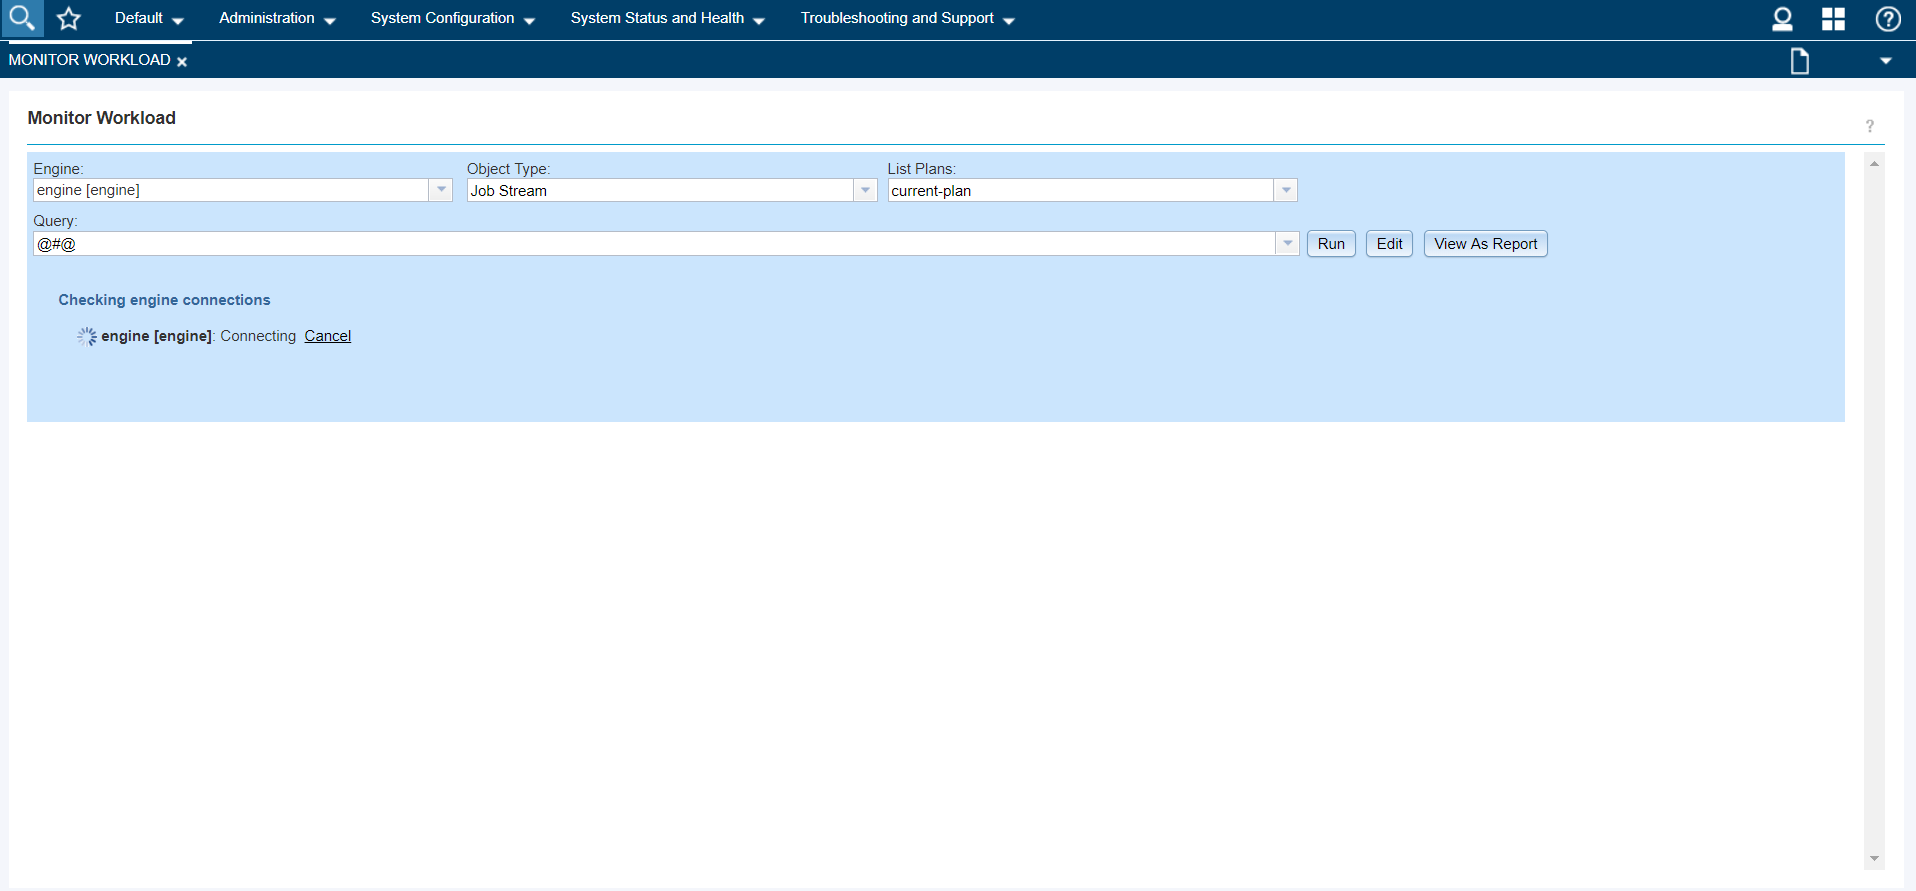 Default Administration System Configuration System Status and Health Troubleshooting and Support
MONITOR WORKLOAD
Monitor Workload
?
Engine: Object Type: List Plans:
engine [engine] Job Stream current-plan
Query:
@#@ Run Edit View As Report
Checking engine connections
engine [engine]: Connecting Cancel